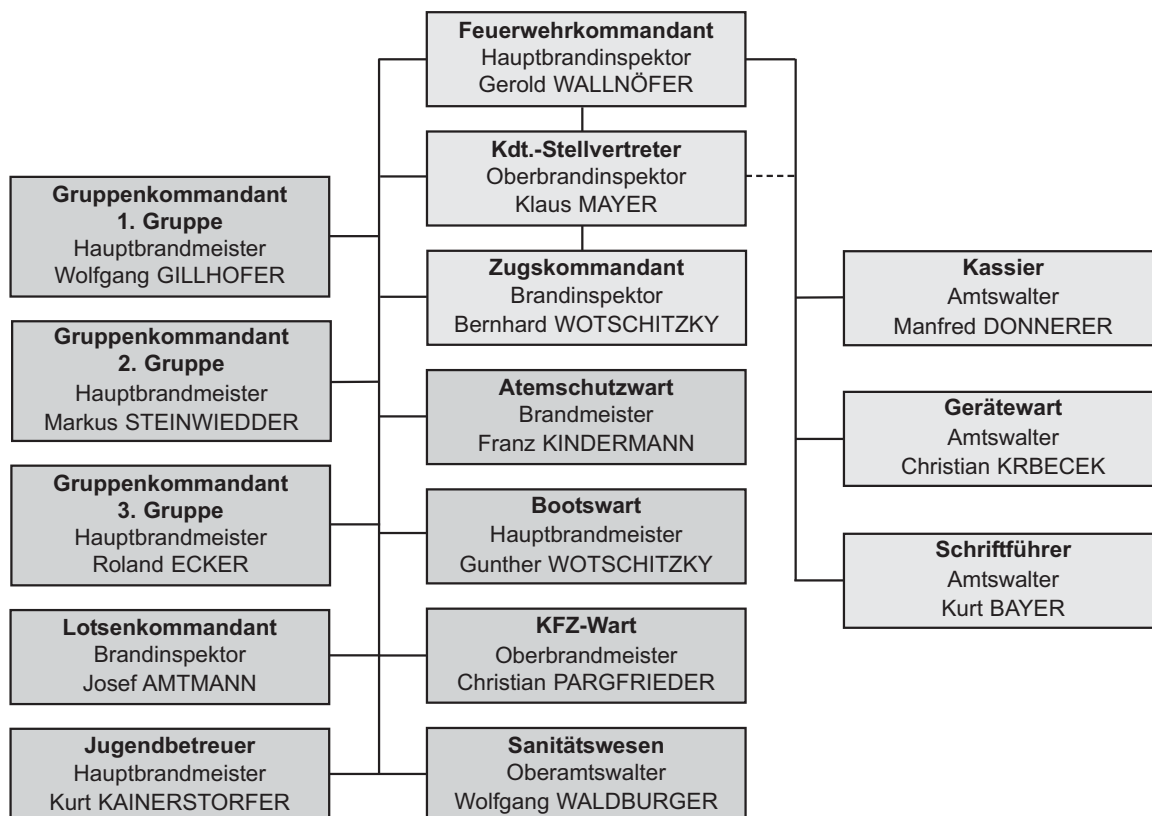 Feuerwehrkommandant
Hauptbrandinspektor
Gerold WALLNÖFER
Kdt.-Stellvertreter
Oberbrandinspektor
Klaus MAYER
Zugskommandant
Brandinspektor
Bernhard WOTSCHITZKY
Gruppenkommandant
1. Gruppe
Hauptbrandmeister
Wolfgang GILLHOFER
Gruppenkommandant
2. Gruppe
Hauptbrandmeister
Markus STEINWIEDDER
Gruppenkommandant
3. Gruppe
Hauptbrandmeister
Roland ECKER
Lotsenkommandant
Brandinspektor
Josef AMTMANN
Jugendbetreuer
Hauptbrandmeister
Kurt KAINERSTORFER
Atemschutzwart
Brandmeister
Franz KINDERMANN
Bootswart
Hauptbrandmeister
Gunther WOTSCHITZKY
KFZ-Wart
Oberbrandmeister
Christian PARGFRIEDER
Sanitätswesen
Oberamtswalter
Wolfgang WALDBURGER
Kassier
Amtswalter
Manfred DONNERER
Gerätewart
Amtswalter
Christian KRBECEK
Schriftführer
Amtswalter
Kurt BAYER